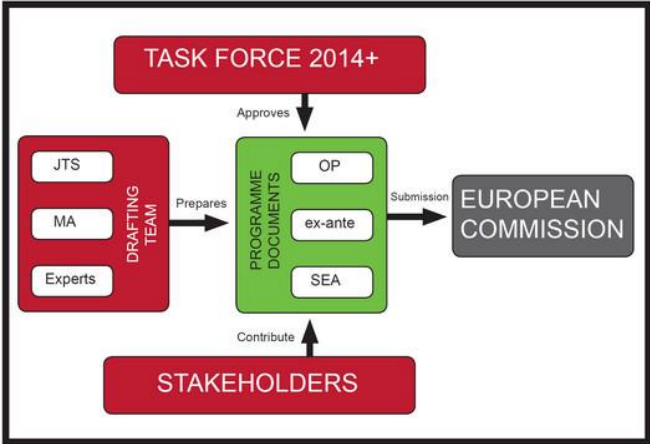 TASK FORCE 2014+
Approves
JTS
MA
Experts
DRAFTING
TEAM
Prepares
PROGRAMME
DOCUMENTS
OP
ex-ante
SEA
Submission
EUROPEAN
COMMISSION
Contribute
STAKEHOLDERS